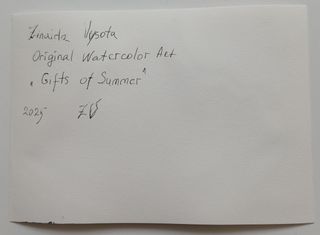 Zinaida Vysota
Original Watercolor Art
"Gifts of Summer"
2025 ZV